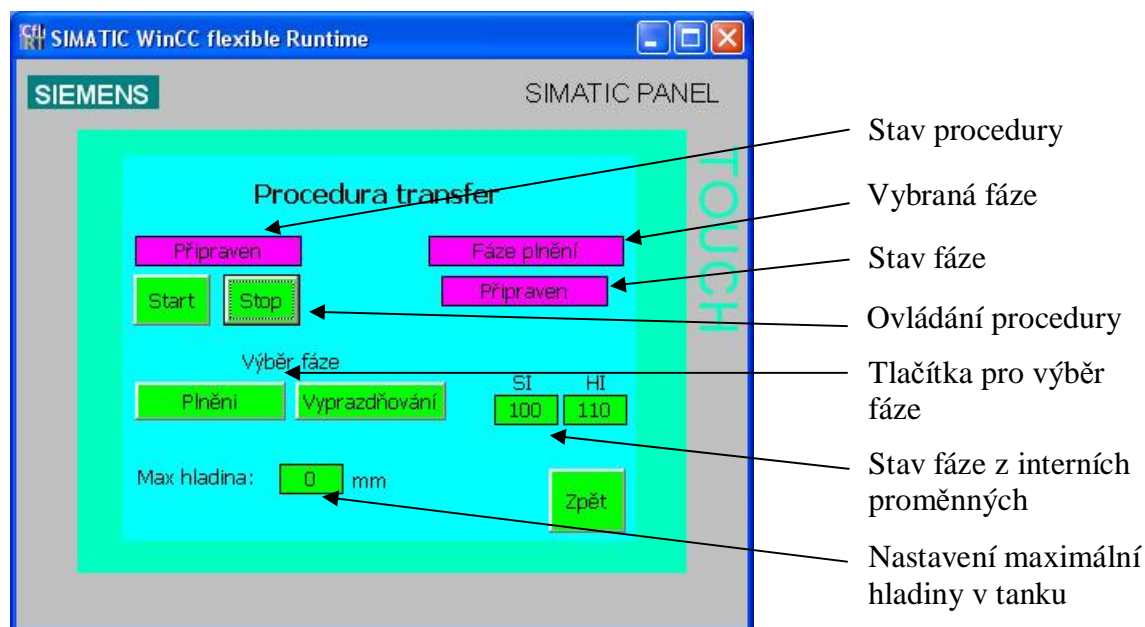 SIMATIC WinCC flexible Runtime
SIEMENS
SIMATIC PANEL
TOUCH
Procedura transfer
Připraven
Fáze plnění
Připraven
Start
Stop
Výběr fáze
Plněni
Vyprazdňování
SI
HI
100
110
Max hladina:
0
mm
Zpět
Stav procedury
Vybraná fáze
Stav fáze
Ovládání procedury
Tlačítka pro výběr
fáze
Stav fáze z interních
proměnných
Nastavení maximální
hladiny v tanku